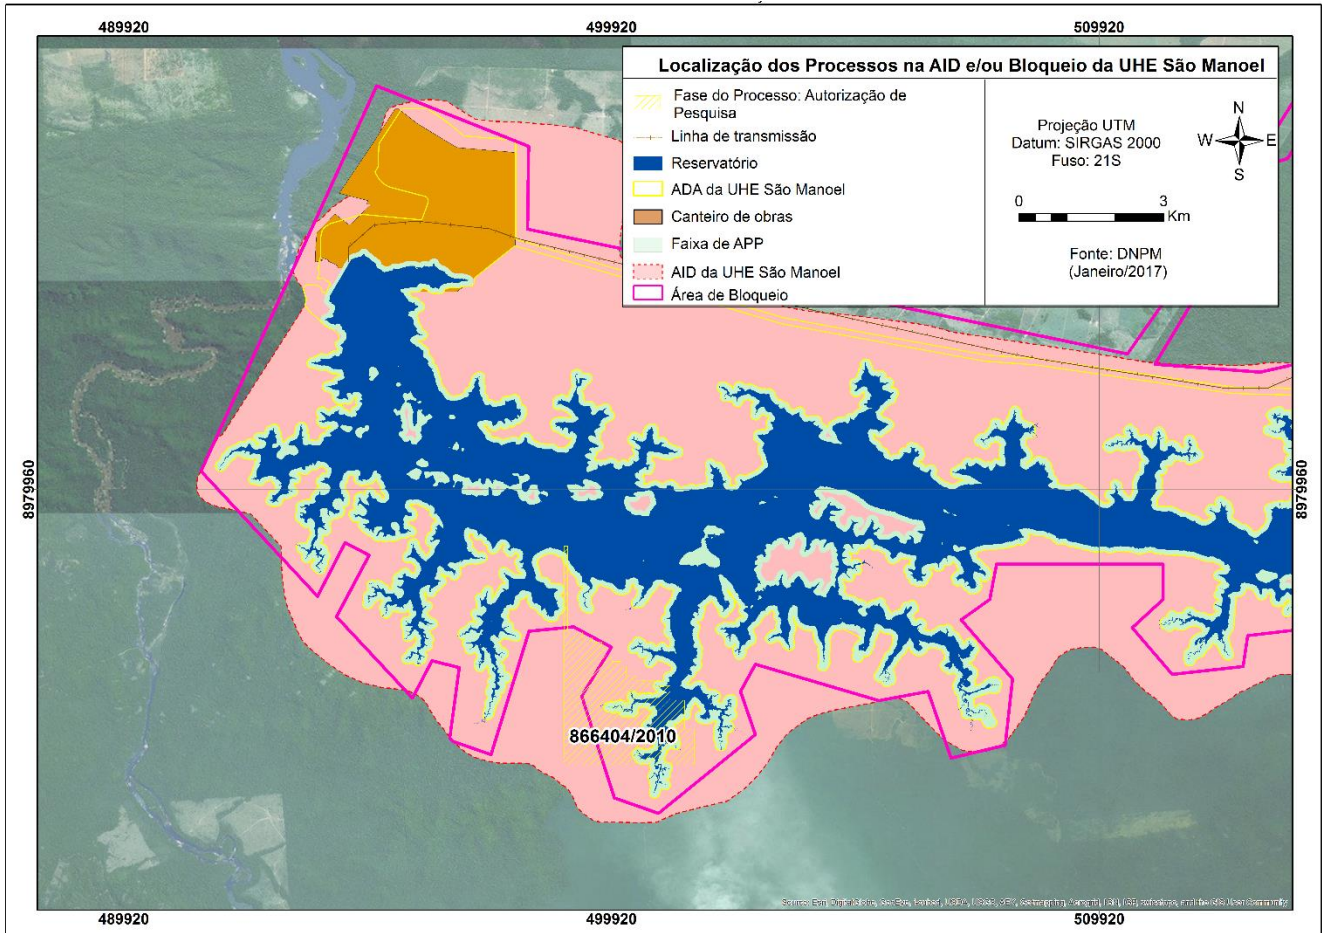 489920
499920
509920
Localização dos Processos na AID e/ou Bloqueio da UHE São Manoel
Fase do Processo: Autorização de
Pesquisa
Linha de transmissão
Reservatório
ADA da UHE São Manoel
Canteiro de obras
Faixa de APP
AID da UHE São Manoel
Área de Bloqueio
Projeção UTM
Datum: SIRGAS 2000
Fuso: 21S
N
W
E
S
0
3
Km
Fonte: DNPM
(Janeiro/2017)
8979960
8979960
866404/2010
489920
499920
509920